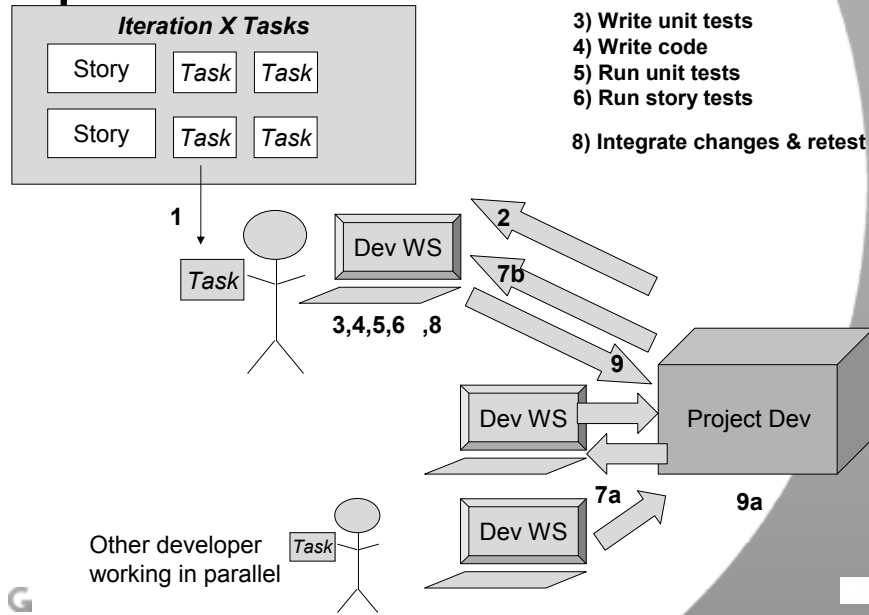 Iteration X Tasks
Story Task Task
Story Task Task
3) Write unit tests
4) Write code
5) Run unit tests
6) Run story tests
8) Integrate changes & retest
1
Task
Dev WS
3,4,5,6 ,8
2
7b
9
Dev WS
Project Dev
7a
9a
Dev WS
Task
Other developer
working in parallel
G